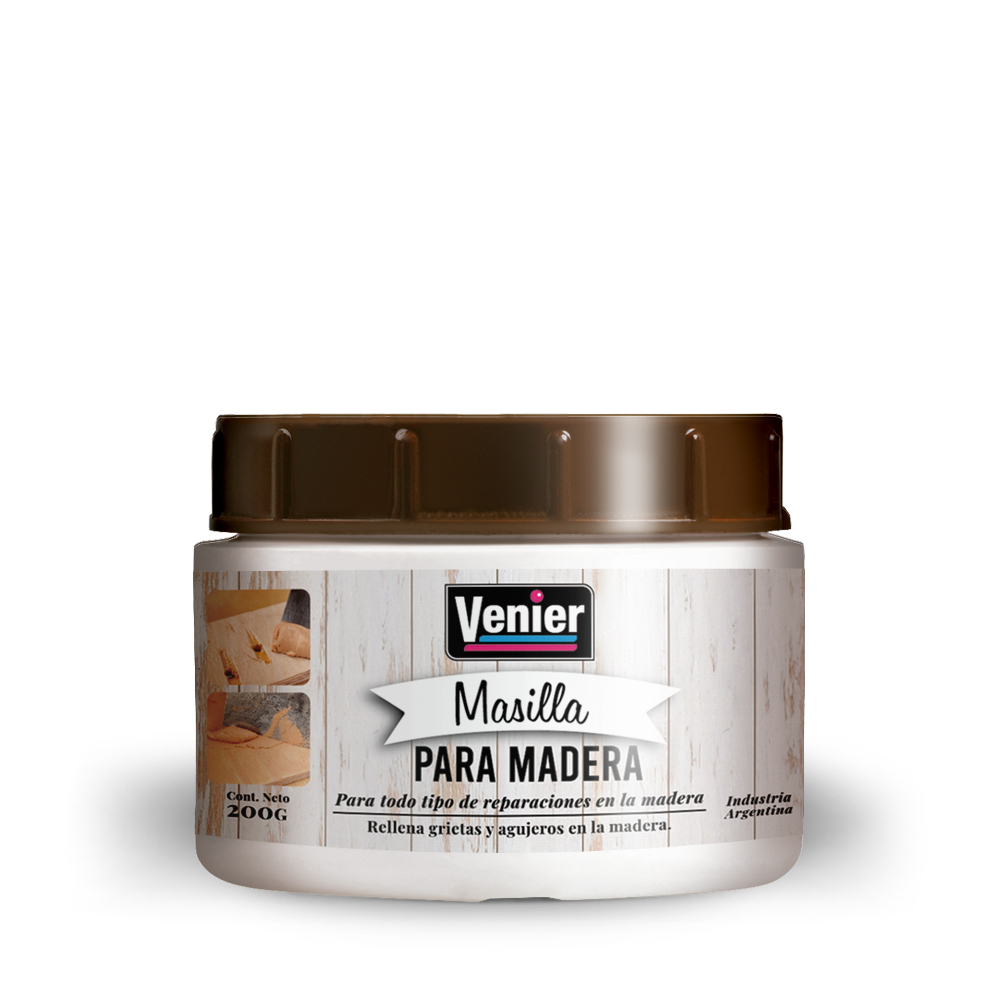 Venier
Masilla
PARA MADERA
Para todo tipo de reparaciones en la madera
Rellena grietas y agujeros en la madera.
Cont. Neto
200G
Industria
Argentina